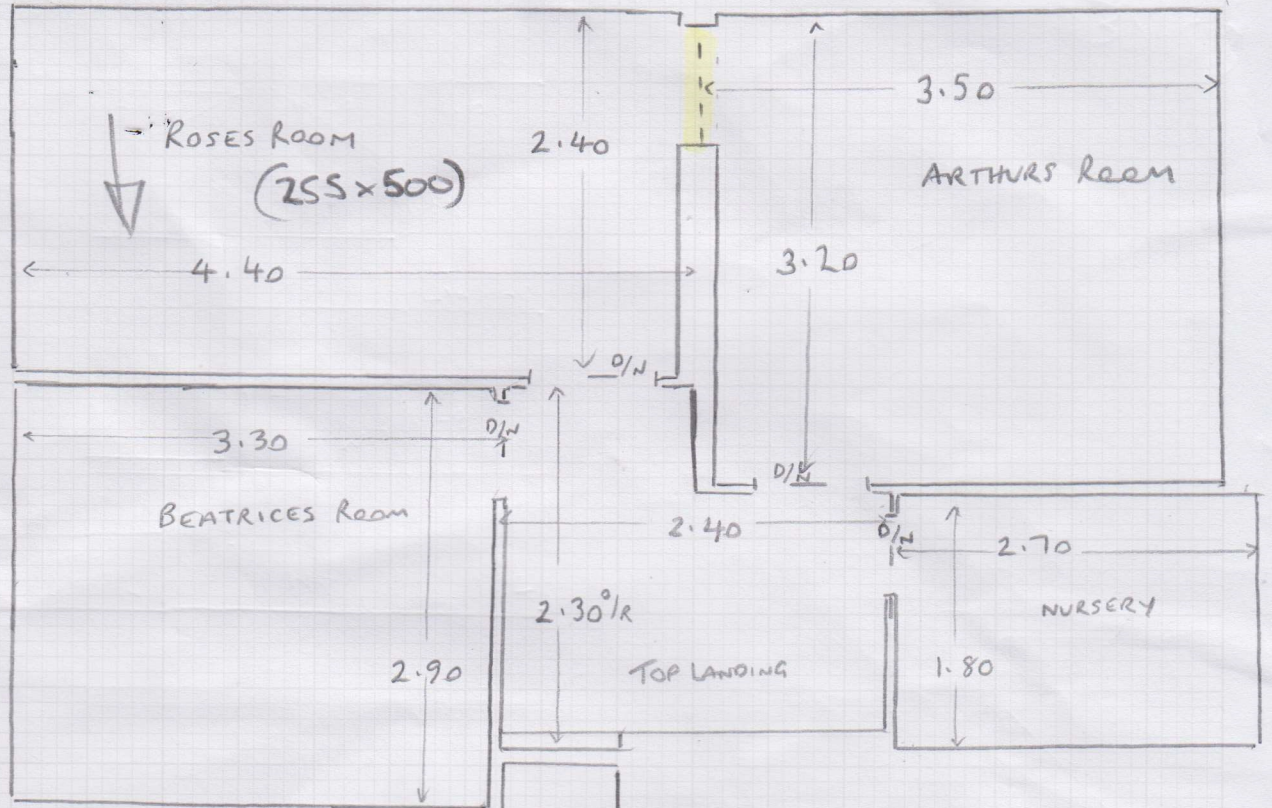 3.50
ROSES ROOM
2.40
(255×500)
ARTHURS ROOM
4.40
3.20
D/N
3.30
D/N
D/N
BEATRICES ROOM
2.40
D/N
2.70
2.30 O/R
NURSERY
2.90
TOP LANDING
1.80